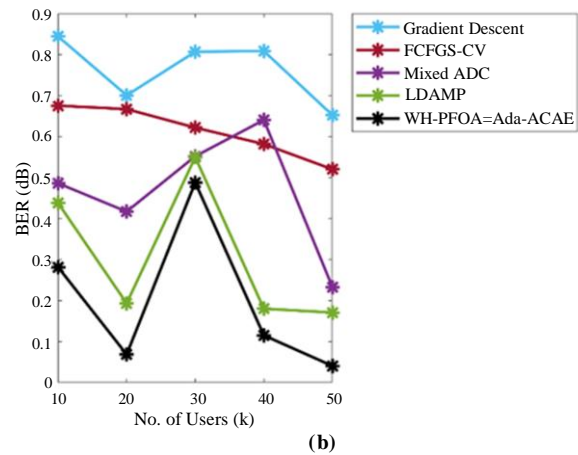 0.9
0.8
0.7
0.6
0.5
0.4
0.3
0.2
0.1
0
BER (dB)
10 20 30 40 50
No. of Users (k)
Gradient Descent
FCFGS-CV
Mixed ADC
LDAMP
WH-PFOA=Ada-ACAE
(b)